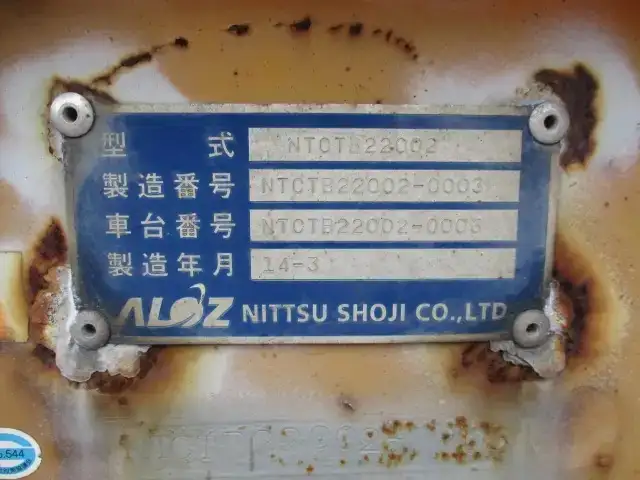 型 式 NTCTB22002
製造番号 NTCTB22002-0003
車台番号 NTCTB22002-0003
製造年月 14-3
ALOZ NITTSU SHOJI CO.,LTD
.544